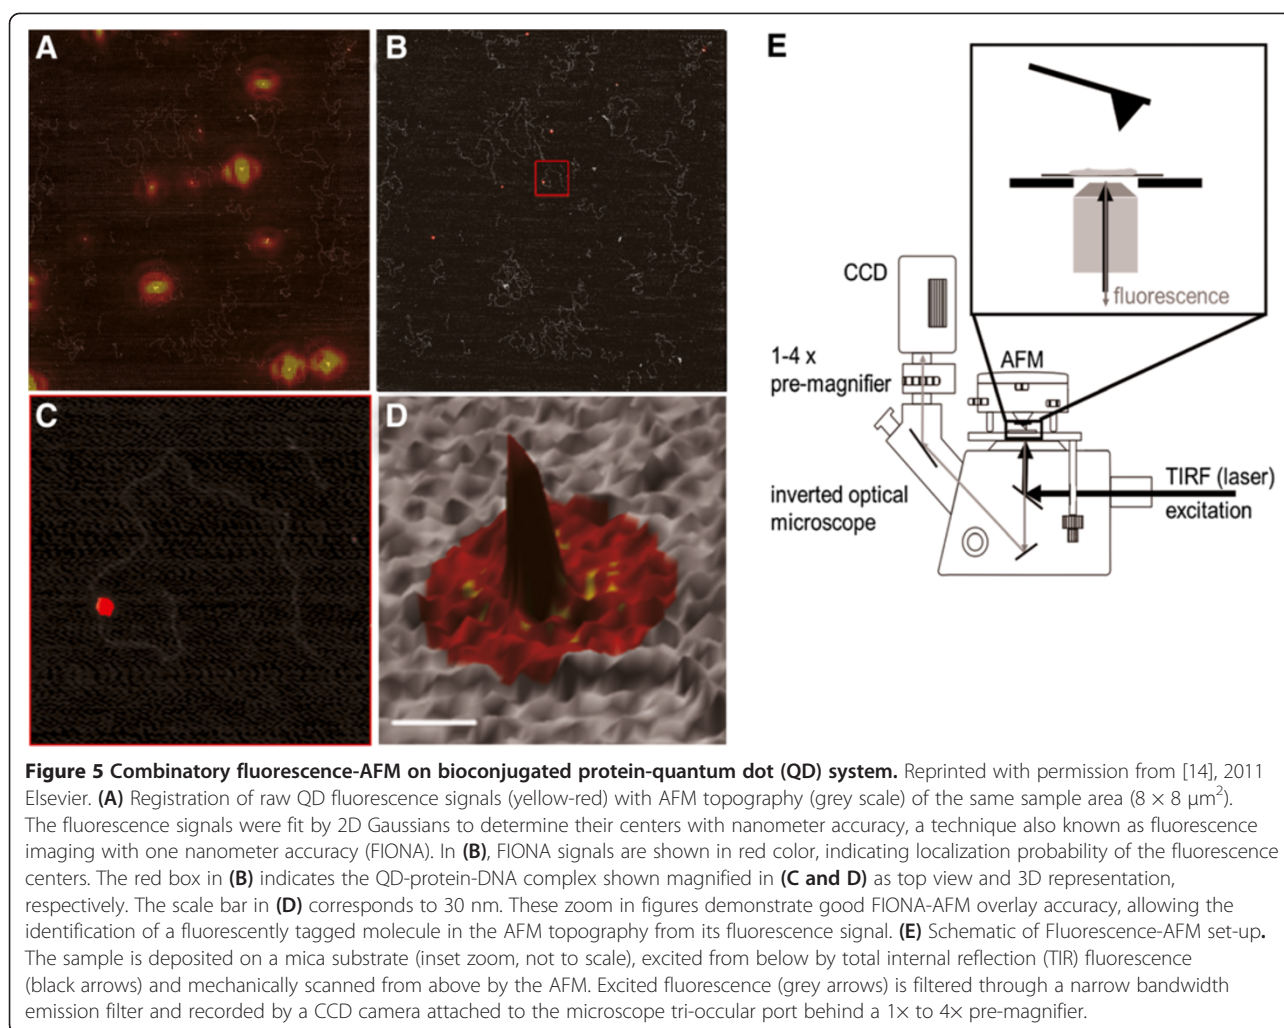 A
B
E
CCD
1-4 x
pre-magnifier
AFM
fluorescence
C
D
inverted optical
microscope
TIRF (laser)
excitation
Figure 5 Combinatory fluorescence-AFM on bioconjugated protein-quantum dot (QD) system. Reprinted with permission from [14], 2011
Elsevier. (A) Registration of raw QD fluorescence signals (yellow-red) with AFM topography (grey scale) of the same sample area (8 × 8 μm²).
The fluorescence signals were fit by 2D Gaussians to determine their centers with nanometer accuracy, a technique also known as fluorescence
imaging with one nanometer accuracy (FIONA). In (B), FIONA signals are shown in red color, indicating localization probability of the fluorescence
centers. The red box in (B) indicates the QD-protein-DNA complex shown magnified in (C and D) as top view and 3D representation,
respectively. The scale bar in (D) corresponds to 30 nm. These zoom in figures demonstrate good FIONA-AFM overlay accuracy, allowing the
identification of a fluorescently tagged molecule in the AFM topography from its fluorescence signal. (E) Schematic of Fluorescence-AFM set-up.
The sample is deposited on a mica substrate (inset zoom, not to scale), excited from below by total internal reflection (TIR) fluorescence
(black arrows) and mechanically scanned from above by the AFM. Excited fluorescence (grey arrows) is filtered through a narrow bandwidth
emission filter and recorded by a CCD camera attached to the microscope tri-occular port behind a 1× to 4× pre-magnifier.